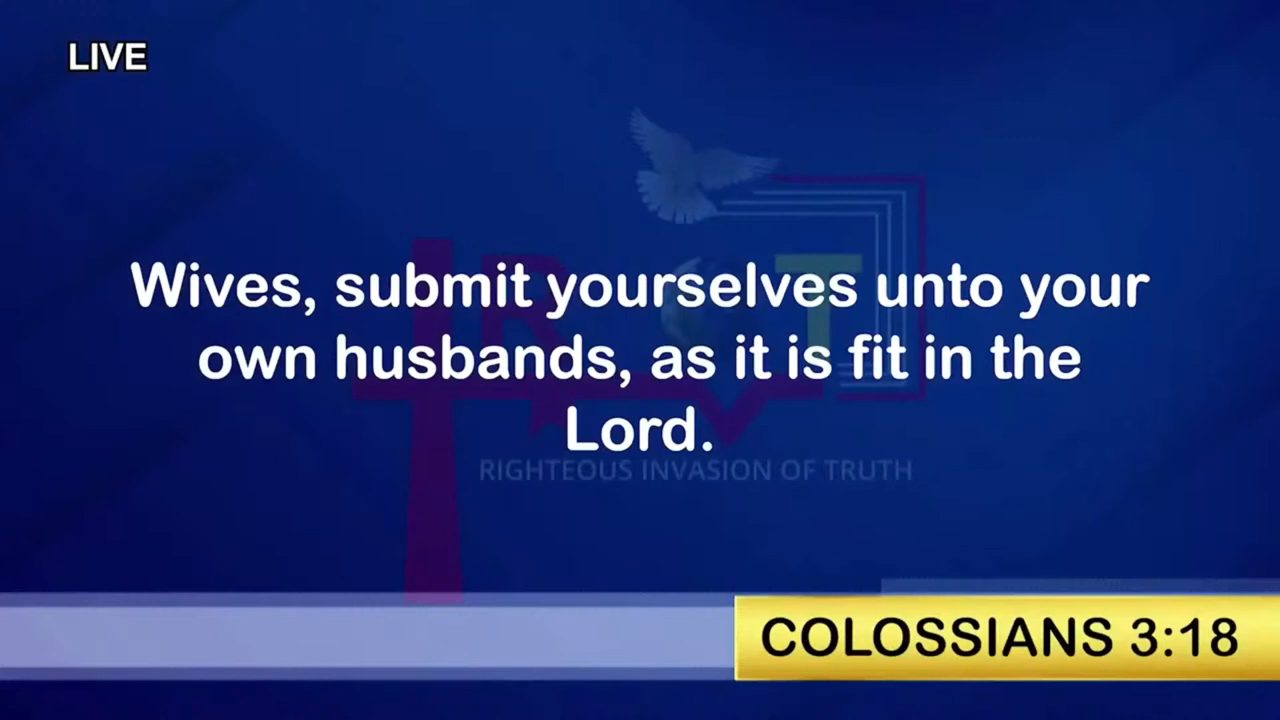 LIVE
Wives, submit yourselves unto your
own husbands, as it is fit in the
Lord.
RIGHTEOUS INVASION OF TRUTH
COLOSSIANS 3:18